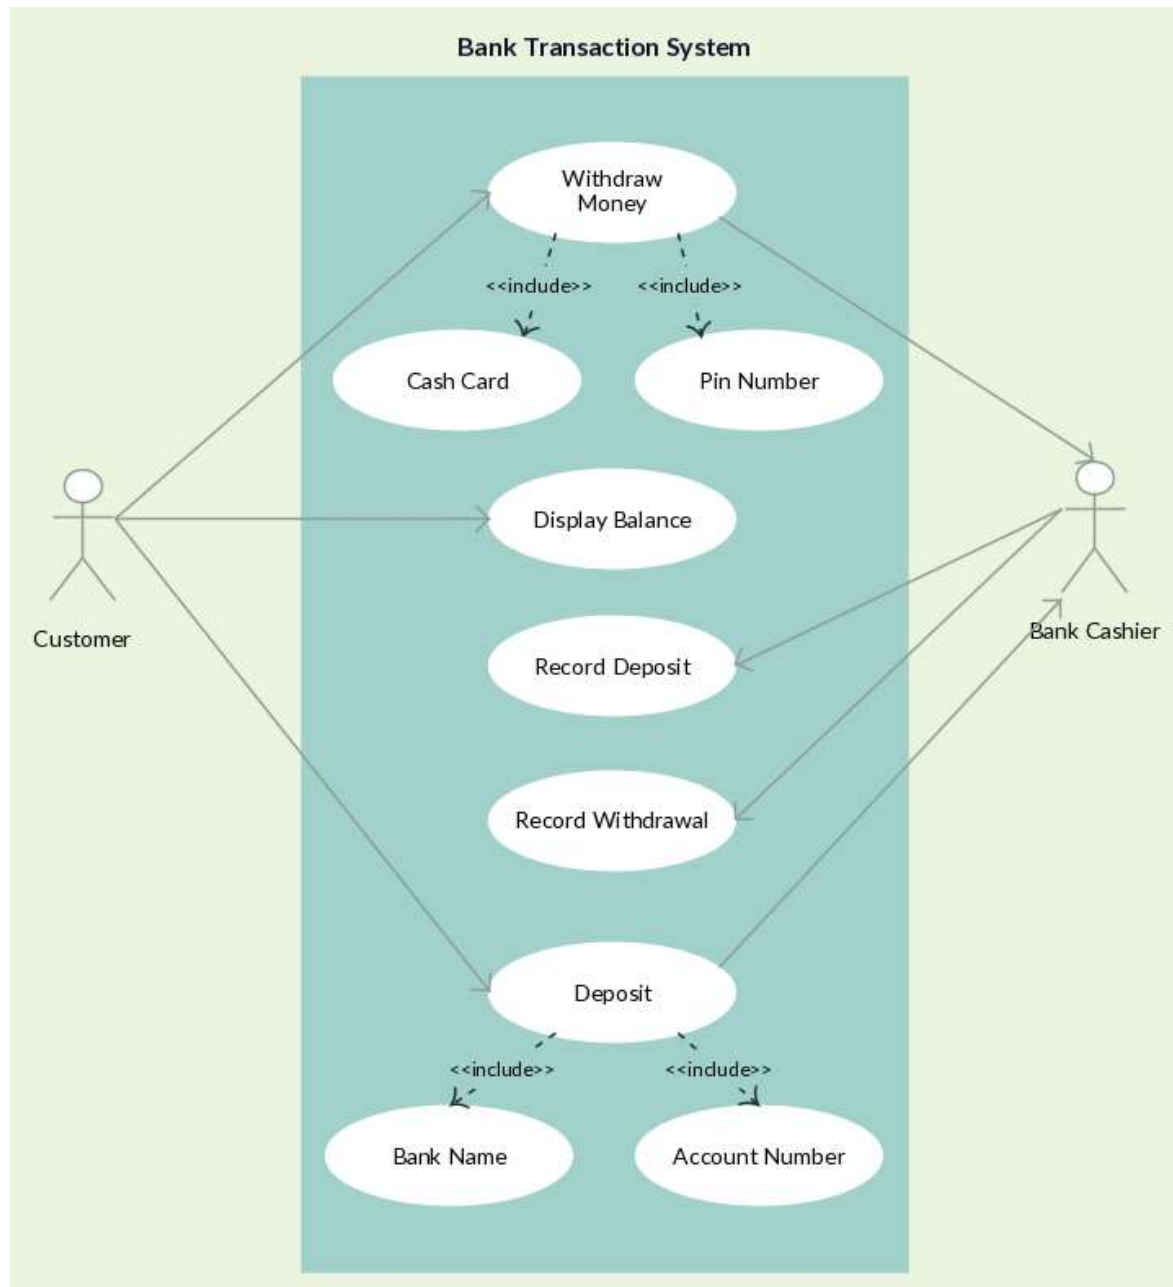 Bank Transaction System
Withdraw
Money
<<include>>
<<include>>
Cash Card
Pin Number
Display Balance
Customer
Bank Cashier
Record Deposit
Record Withdrawal
Deposit
<<include>>
<<include>>
Bank Name
Account Number